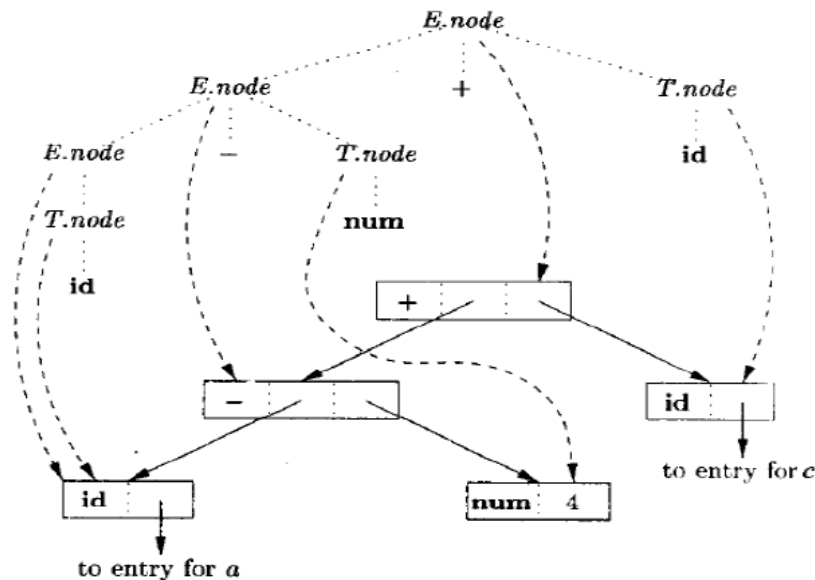 E.node
E.node + T.node
E.node − T.node id
T.node num
id
+
− id
to entry for c
id num 4
to entry for a